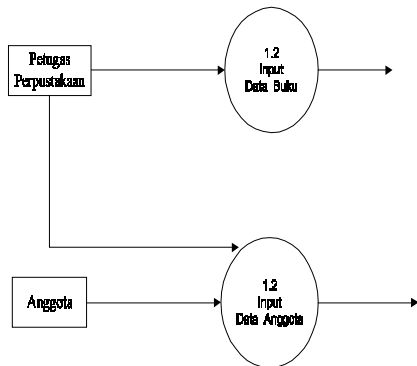 Petugas
Perpustakaan
1.2
Input
Data Buku
Anggota
1.2
Input
Data Anggota